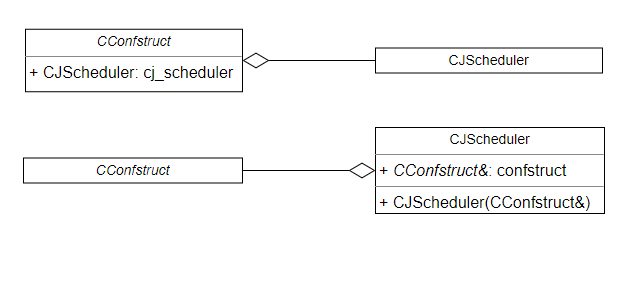 CConfstruct
+ CJScheduler: cj_scheduler
CJScheduler
CConfstruct
CJScheduler
+ CConfstruct&: confstruct
+ CJScheduler(CConfstruct&)